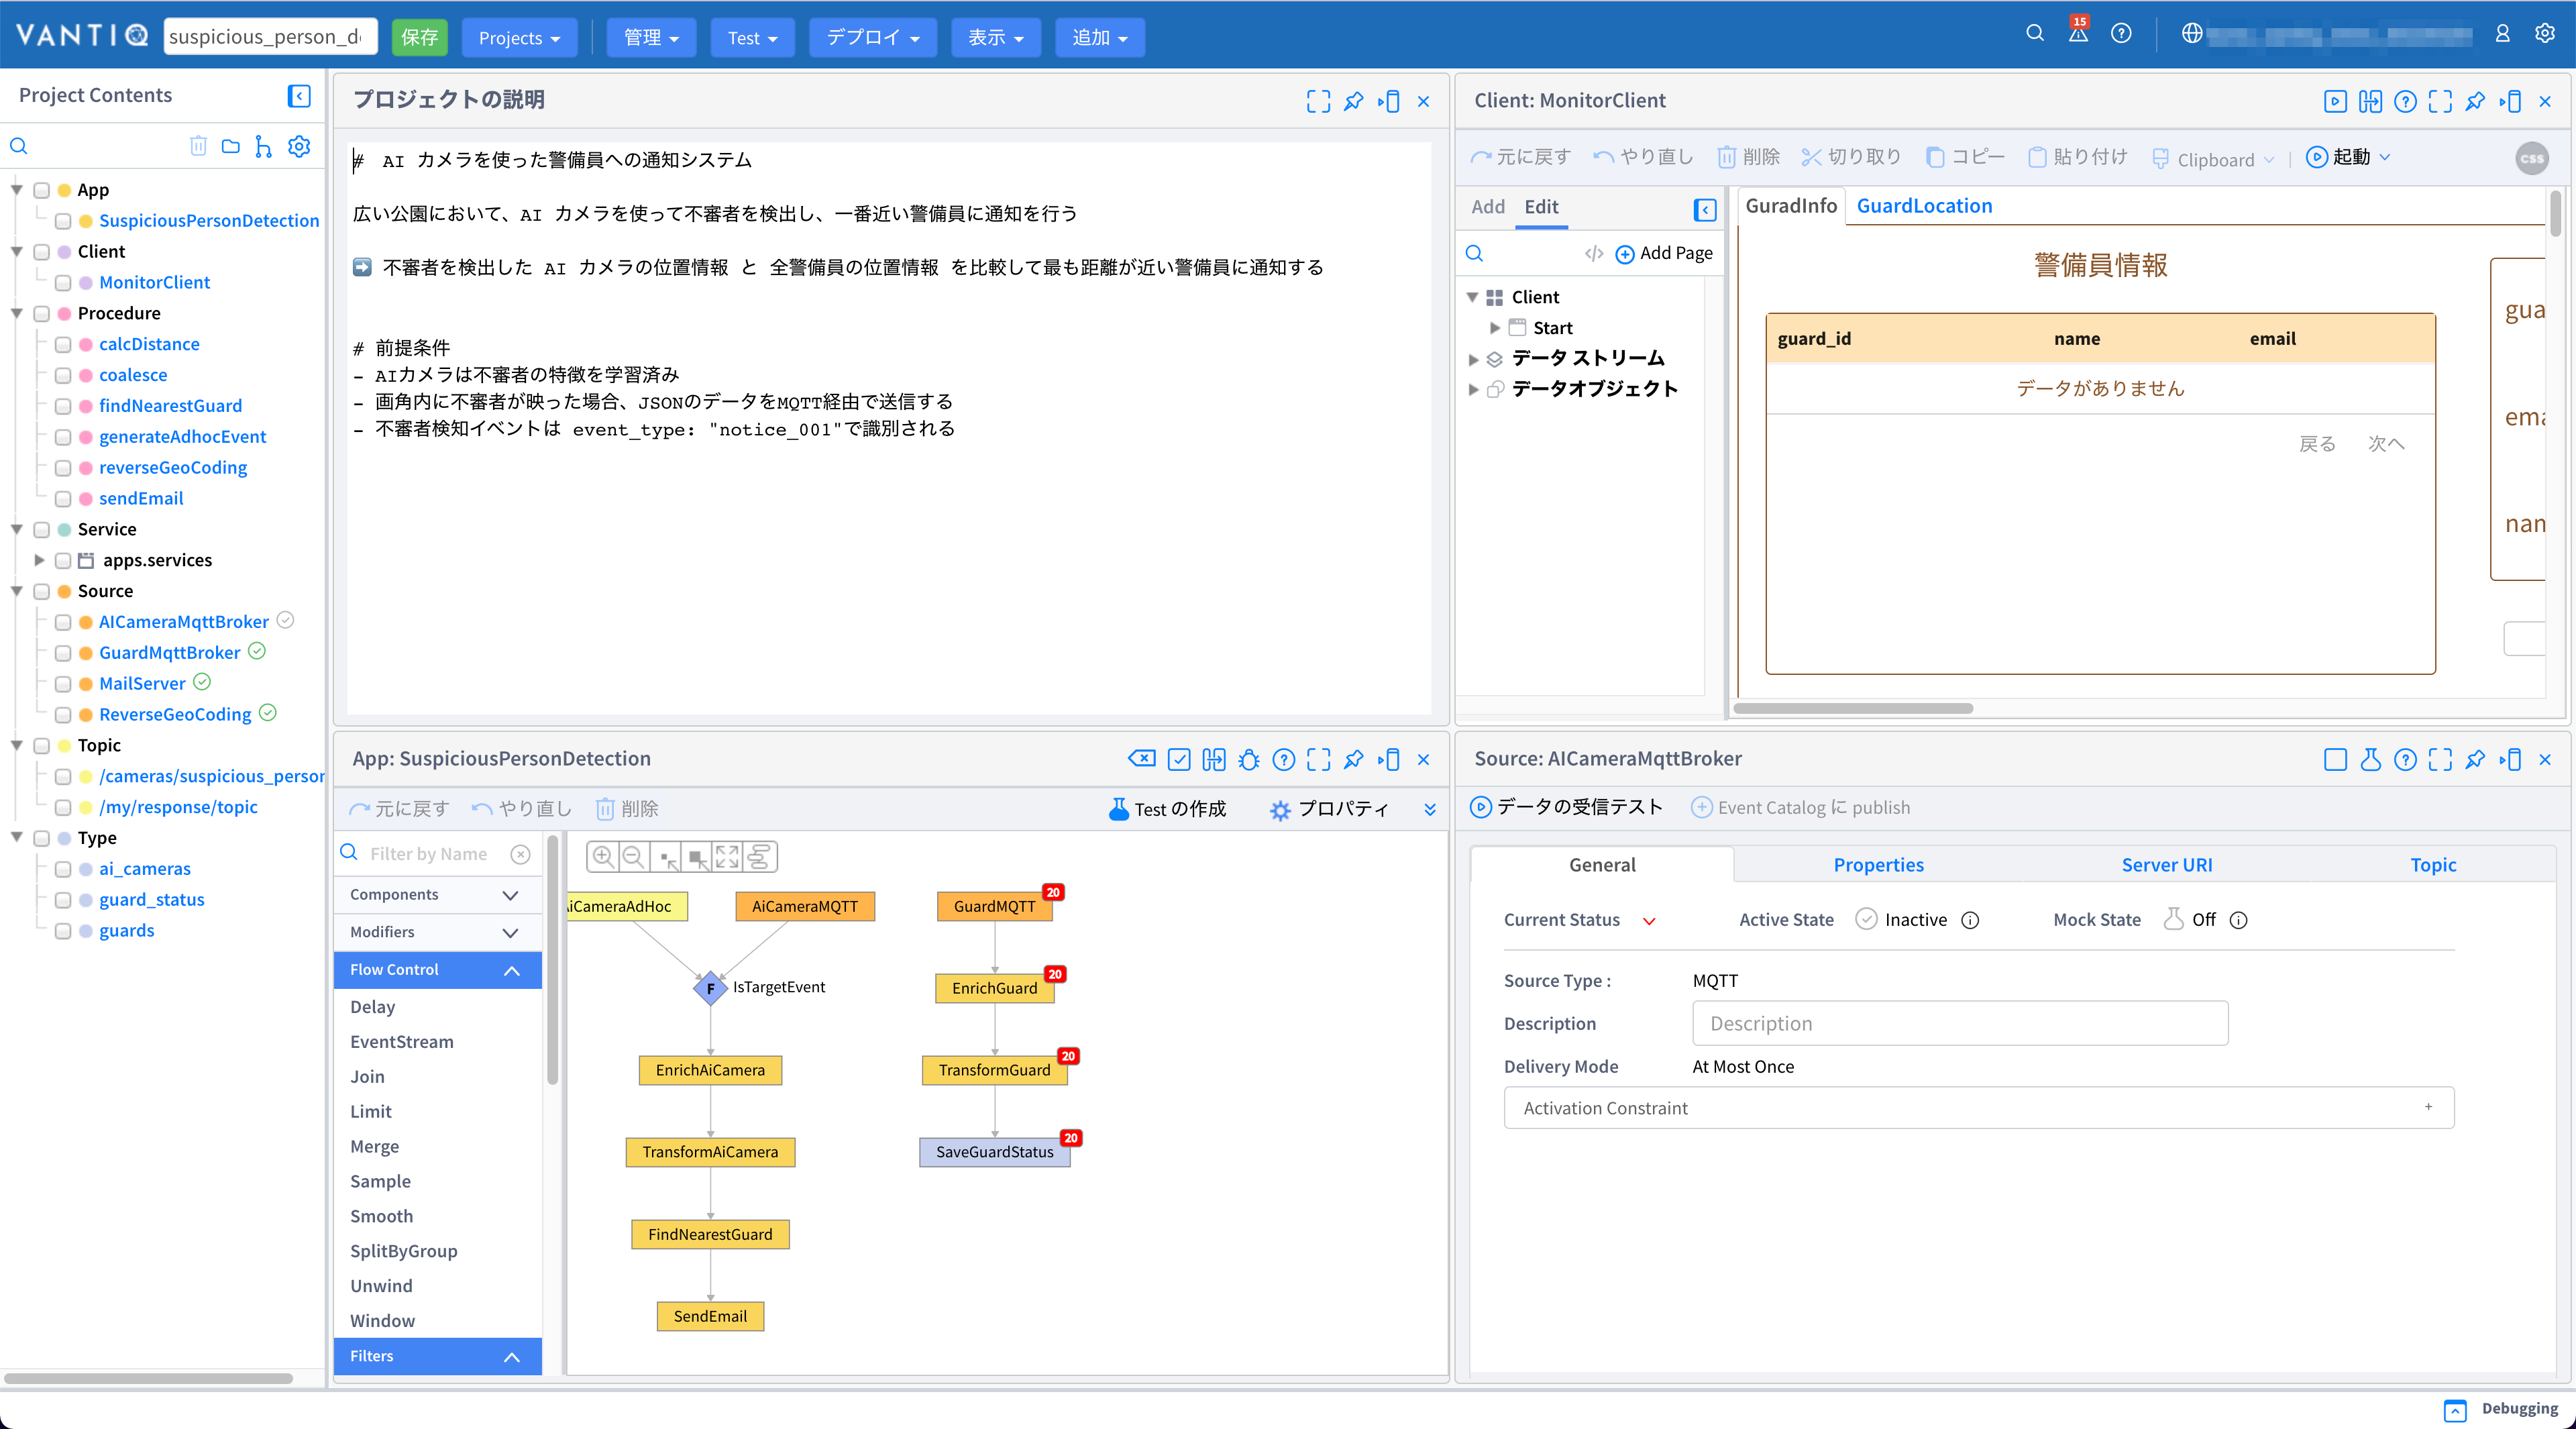 VANTIQ
suspicious_person_d
保存
Projects
管理
Test
デプロイ
表示
追加
15
Project Contents
App
SuspiciousPersonDetection
Client
MonitorClient
Procedure
calcDistance
coalesce
findNearestGuard
generateAdhocEvent
reverseGeoCoding
sendEmail
Service
apps.services
Source
AICameraMqttBroker
GuardMqttBroker
MailServer
ReverseGeoCoding
Topic
/cameras/suspicious_person
/my/response/topic
Type
ai_cameras
guard_status
guards
プロジェクトの説明
# AI カメラを使った警備員への通知システム
広い公園において、AI カメラを使って不審者を検出し、一番近い警備員に通知を行う
➡ 不審者を検出した AI カメラの位置情報 と 全警備員の位置情報 を比較して最も距離が近い警備員に通知する
# 前提条件
- AIカメラは不審者の特徴を学習済み
- 画角内に不審者が映った場合、JSONのデータをMQTT経由で送信する
- 不審者検知イベントは event_type: "notice_001"で識別される
Client: MonitorClient
元に戻す
やり直し
削除
切り取り
コピー
貼り付け
Clipboard
起動
CSS
Add
Edit
Add Page
Client
Start
データ ストリーム
データオブジェクト
GuradInfo
GuardLocation
警備員情報
guard_id
name
email
データがありません
戻る
次へ
gua
ema
nan
App: SuspiciousPersonDetection
元に戻す
やり直し
削除
Test の作成
プロパティ
Filter by Name
Components
Modifiers
Flow Control
Delay
EventStream
Join
Limit
Merge
Sample
Smooth
SplitByGroup
Unwind
Window
Filters
iCameraAdHoc
AiCameraMQTT
GuardMQTT
20
F
IsTargetEvent
EnrichGuard
20
EnrichAiCamera
TransformGuard
20
TransformAiCamera
SaveGuardStatus
20
FindNearestGuard
SendEmail
Source: AICameraMqttBroker
データの受信テスト
Event Catalog に publish
General
Properties
Server URI
Topic
Current Status
Active State
Inactive
Mock State
Off
Source Type :
MQTT
Description
Description
Delivery Mode
At Most Once
Activation Constraint
+
Debugging